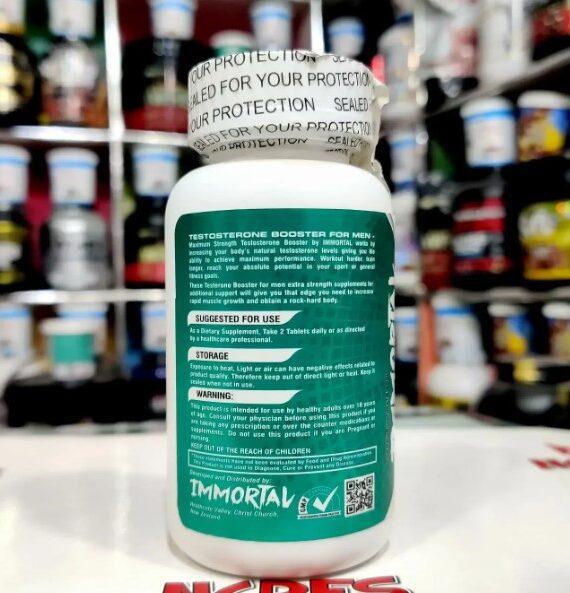 OUR PROTECTION
SEALED FOR YOUR PROTECTION
YOUR PROTECTION SEALED
SEALED FOR YOUR PROTECTIO
PROTECTION SEALED
TESTOSTERONE BOOSTER FOR MEN -
Maximum Strength Testosterone Booster by IMMORTAL works by
increasing your body's natural testosterone levels giving you the
ability to achieve maximum performance. Workout harder, train
longer, reach your absolute potential in your sport or general
fitness goals.
These Testerone Booster for men extra strength supplements for
additional support will give you that edge you need to increase
rapid muscle growth and obtain a rock-hard body.
SUGGESTED FOR USE
As a Dietary Supplement, Take 2 Tablets daily or as directed
by a healthcare professional.
STORAGE
Exposure to heat, Light or air can have negative effects related to
product quality. Therefore keep out of direct light or heat. Keep it
sealed when not in use.
WARNING:
This product is intended for use by healthy adults over 18 years
of age. Consult your physician before using this product if you
are taking any prescription or over the counter medications or
supplements. Do not use this product if you are Pregnant or
nursing.
KEEP OUT OF THE REACH OF CHILDREN
These statements have not been evaluated by Food and Drug Administration.
This Product is not used to Diagnose, Cure or Prevent any Disease.
Developed and Distributed by:
IMMORTAL
Heathcote Valley, Christ Church,
New Zealand.
GMP